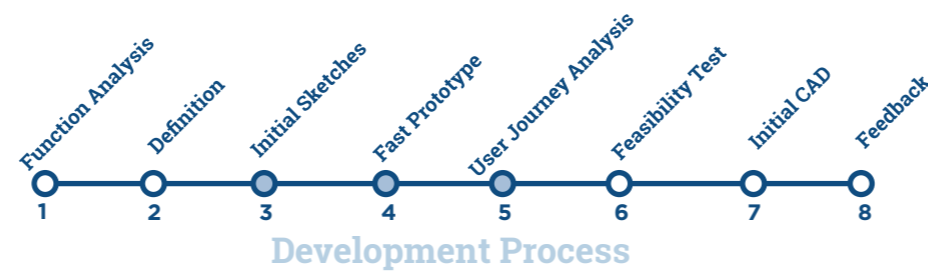 Function Analysis
Definition
Initial Sketches
Fast Prototype
User Journey Analysis
Feasibility Test
Initial CAD
Feedback
1 2 3 4 5 6 7 8
Development Process